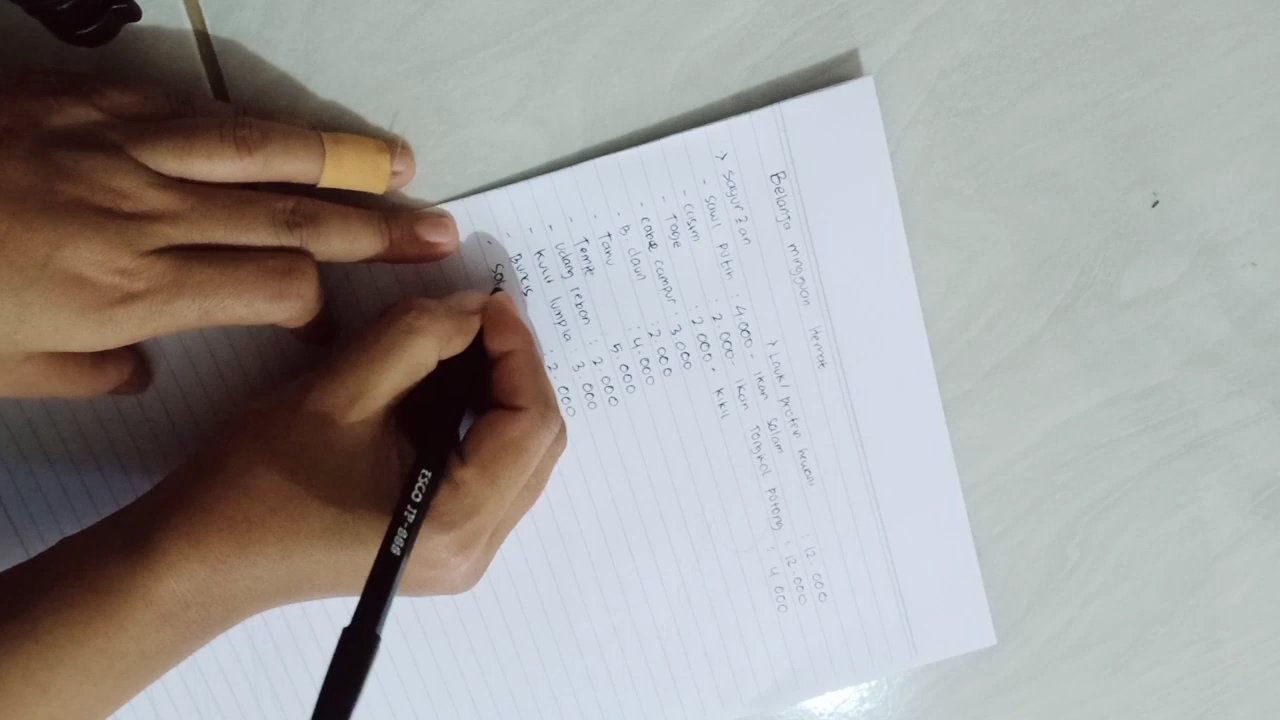 Belanja mingguan Hemat
> sayur2an > Lauk/protein hewani
- sawi putih : 4.000 - ikan salam : 12.000
- caisim : 2.000 - ikan Tongkol potong : 12.000
- Toge : 2.000 - kikil : 4.000
- cabe campur : 3.000
- B. daun : 2.000
- Tahu : 4.000
- Tempe : 5.000
- udang rebon : 2.000
- kulit lumpia : 3.000
- Buncis : 2.000
-
ESCO